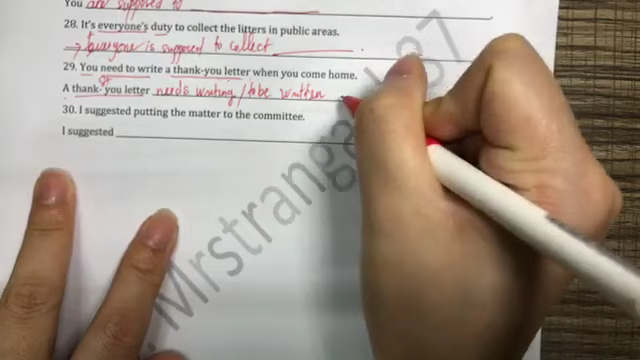 You are supposed to
28. It's everyone's duty to collect the litters in public areas.
→ Everyone is supposed to collect
29. You need to write a thank-you letter when you come home.
A thank-you letter needs writing / to be written
30. I suggested putting the matter to the committee.
I suggested
Mrstrang
37